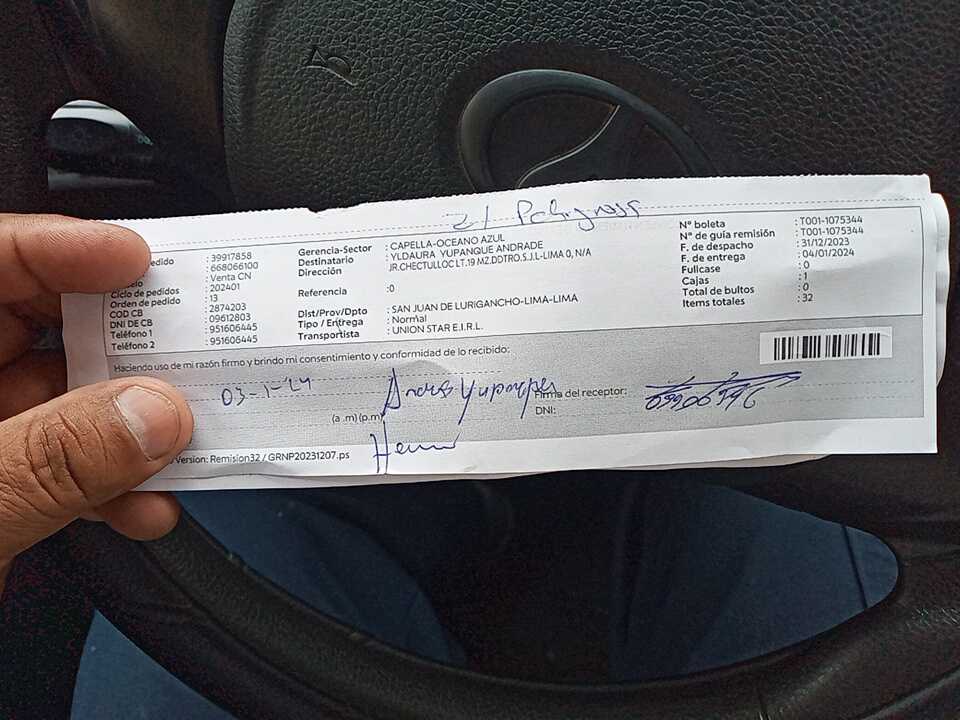 Nº boleta : T001-1075344
Nº de guía remisión : T001-1075344
F. de despacho : 31/12/2023
F. de entrega : 04/01/2024
Fullcase : 0
Cajas : 1
Total de bultos : 0
Items totales : 32
Gerencia-Sector : CAPELLA-OCEANO AZUL
Destinatario : YLDAURA YUPANQUE ANDRADE
Dirección : JR.CHECTULLOC LT.19 MZ.DDTRO.S.J.L-LIMA 0, N/A
Referencia :0
Dist/Prov/Dpto : SAN JUAN DE LURIGANCHO-LIMA-LIMA
Tipo / Entrega : Normal
Transportista : UNION STAR E.I.R.L.
: 39917858
: 668066100
: Venta CN
Ciclo de pedidos : 202401
Orden de pedido : 13
COD CB : 2874203
DNI DE CB : 09612803
Teléfono 1 : 951606445
Teléfono 2 : 951606445
Haciendo uso de mi razón firmo y brindo mi consentimiento y conformidad de lo recibido:
03-1-24
(a .m) (p.m)
Firma del receptor:
DNI:
Version: Remision32 / GRNP20231207.ps